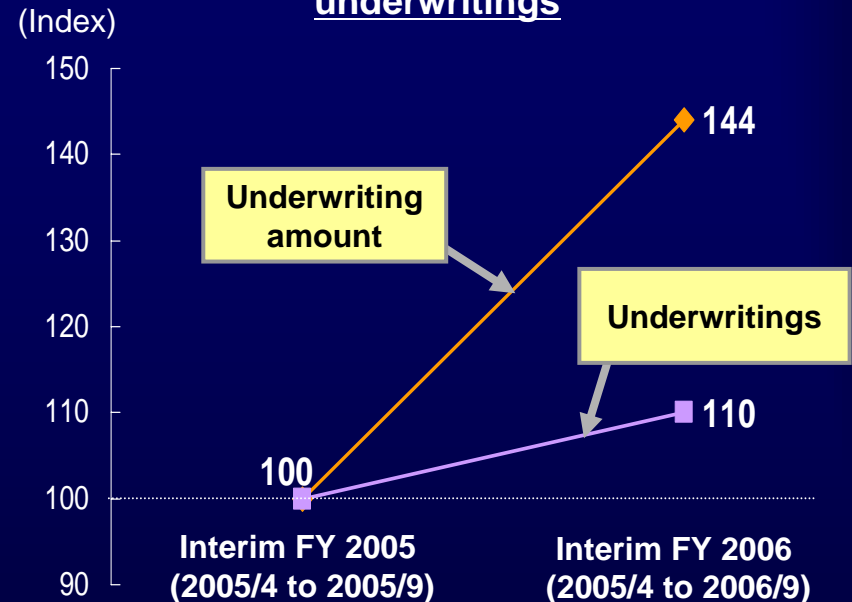 underwritings
(Index)
150
140
130
120
110
100
90
144
Underwriting
amount
Underwritings
110
100
Interim FY 2005
(2005/4 to 2005/9)
Interim FY 2006
(2005/4 to 2006/9)